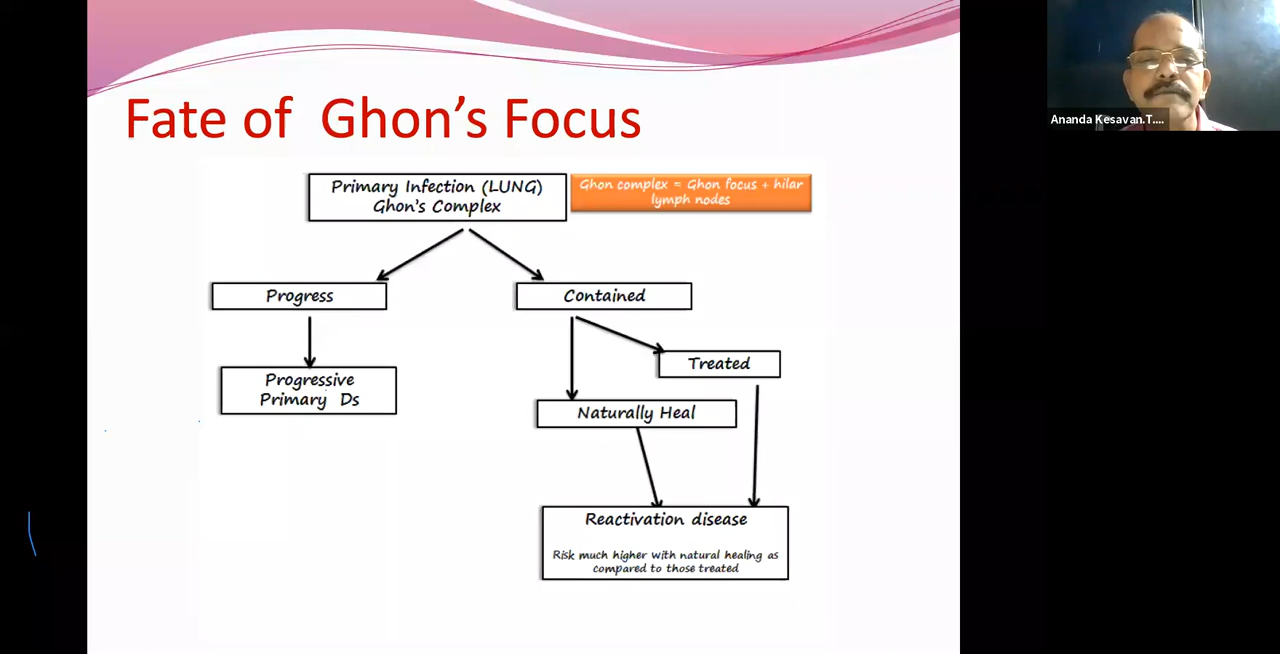 Fate of Ghon's Focus
Primary Infection (LUNG)
Ghon's Complex
Ghon complex = Ghon focus + hilar
lymph nodes
Progress
Contained
Treated
Progressive
Primary Ds
Naturally Heal
Reactivation disease
Risk much higher with natural healing as
compared to those treated
Ananda Kesavan.T....